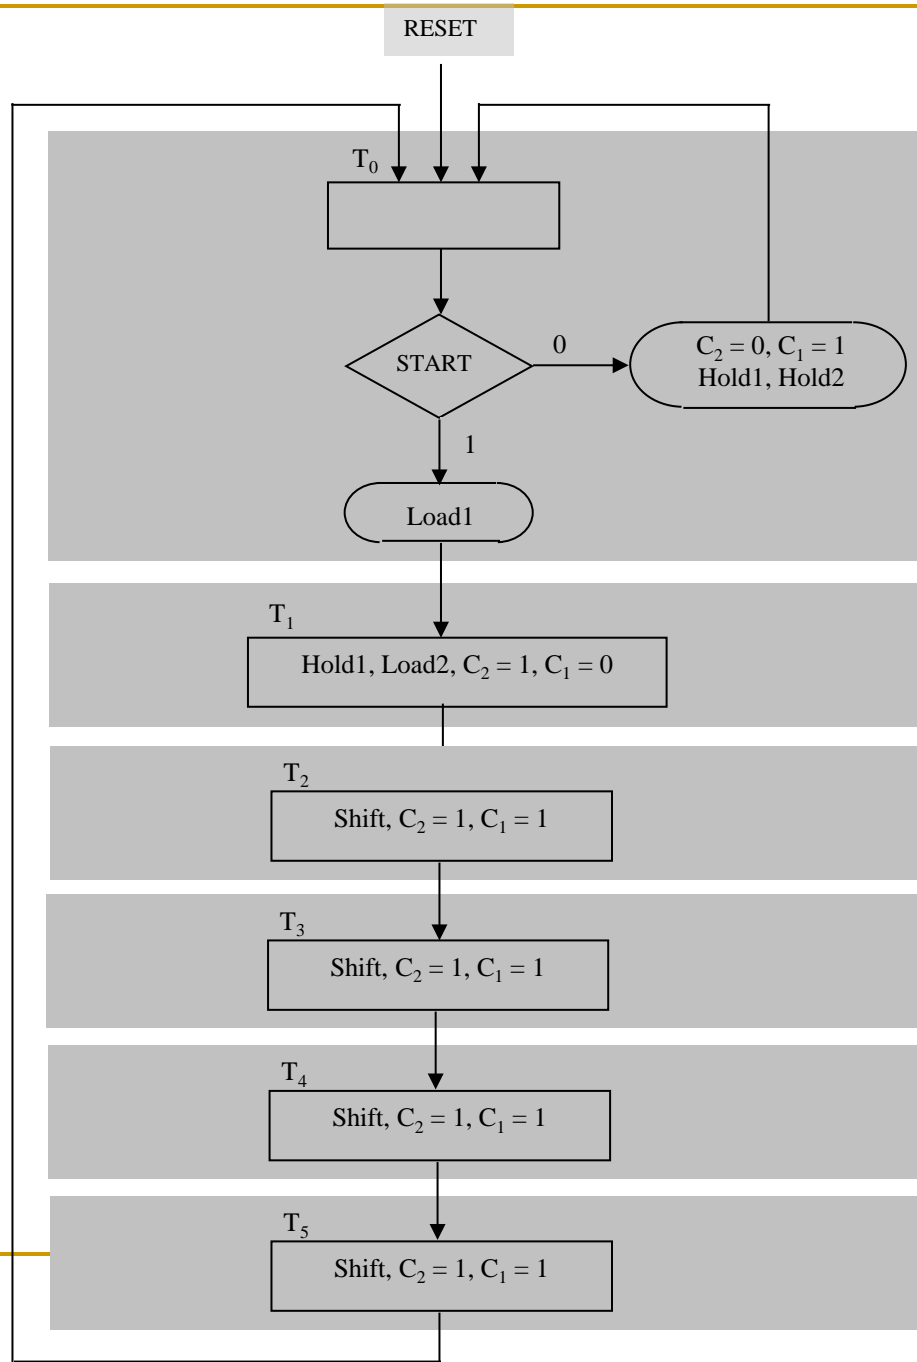 RESET
T₀
START
0
C₂ = 0, C₁ = 1
Hold1, Hold2
1
Load1
T₁
Hold1, Load2, C₂ = 1, C₁ = 0
T₂
Shift, C₂ = 1, C₁ = 1
T₃
Shift, C₂ = 1, C₁ = 1
T₄
Shift, C₂ = 1, C₁ = 1
T₅
Shift, C₂ = 1, C₁ = 1